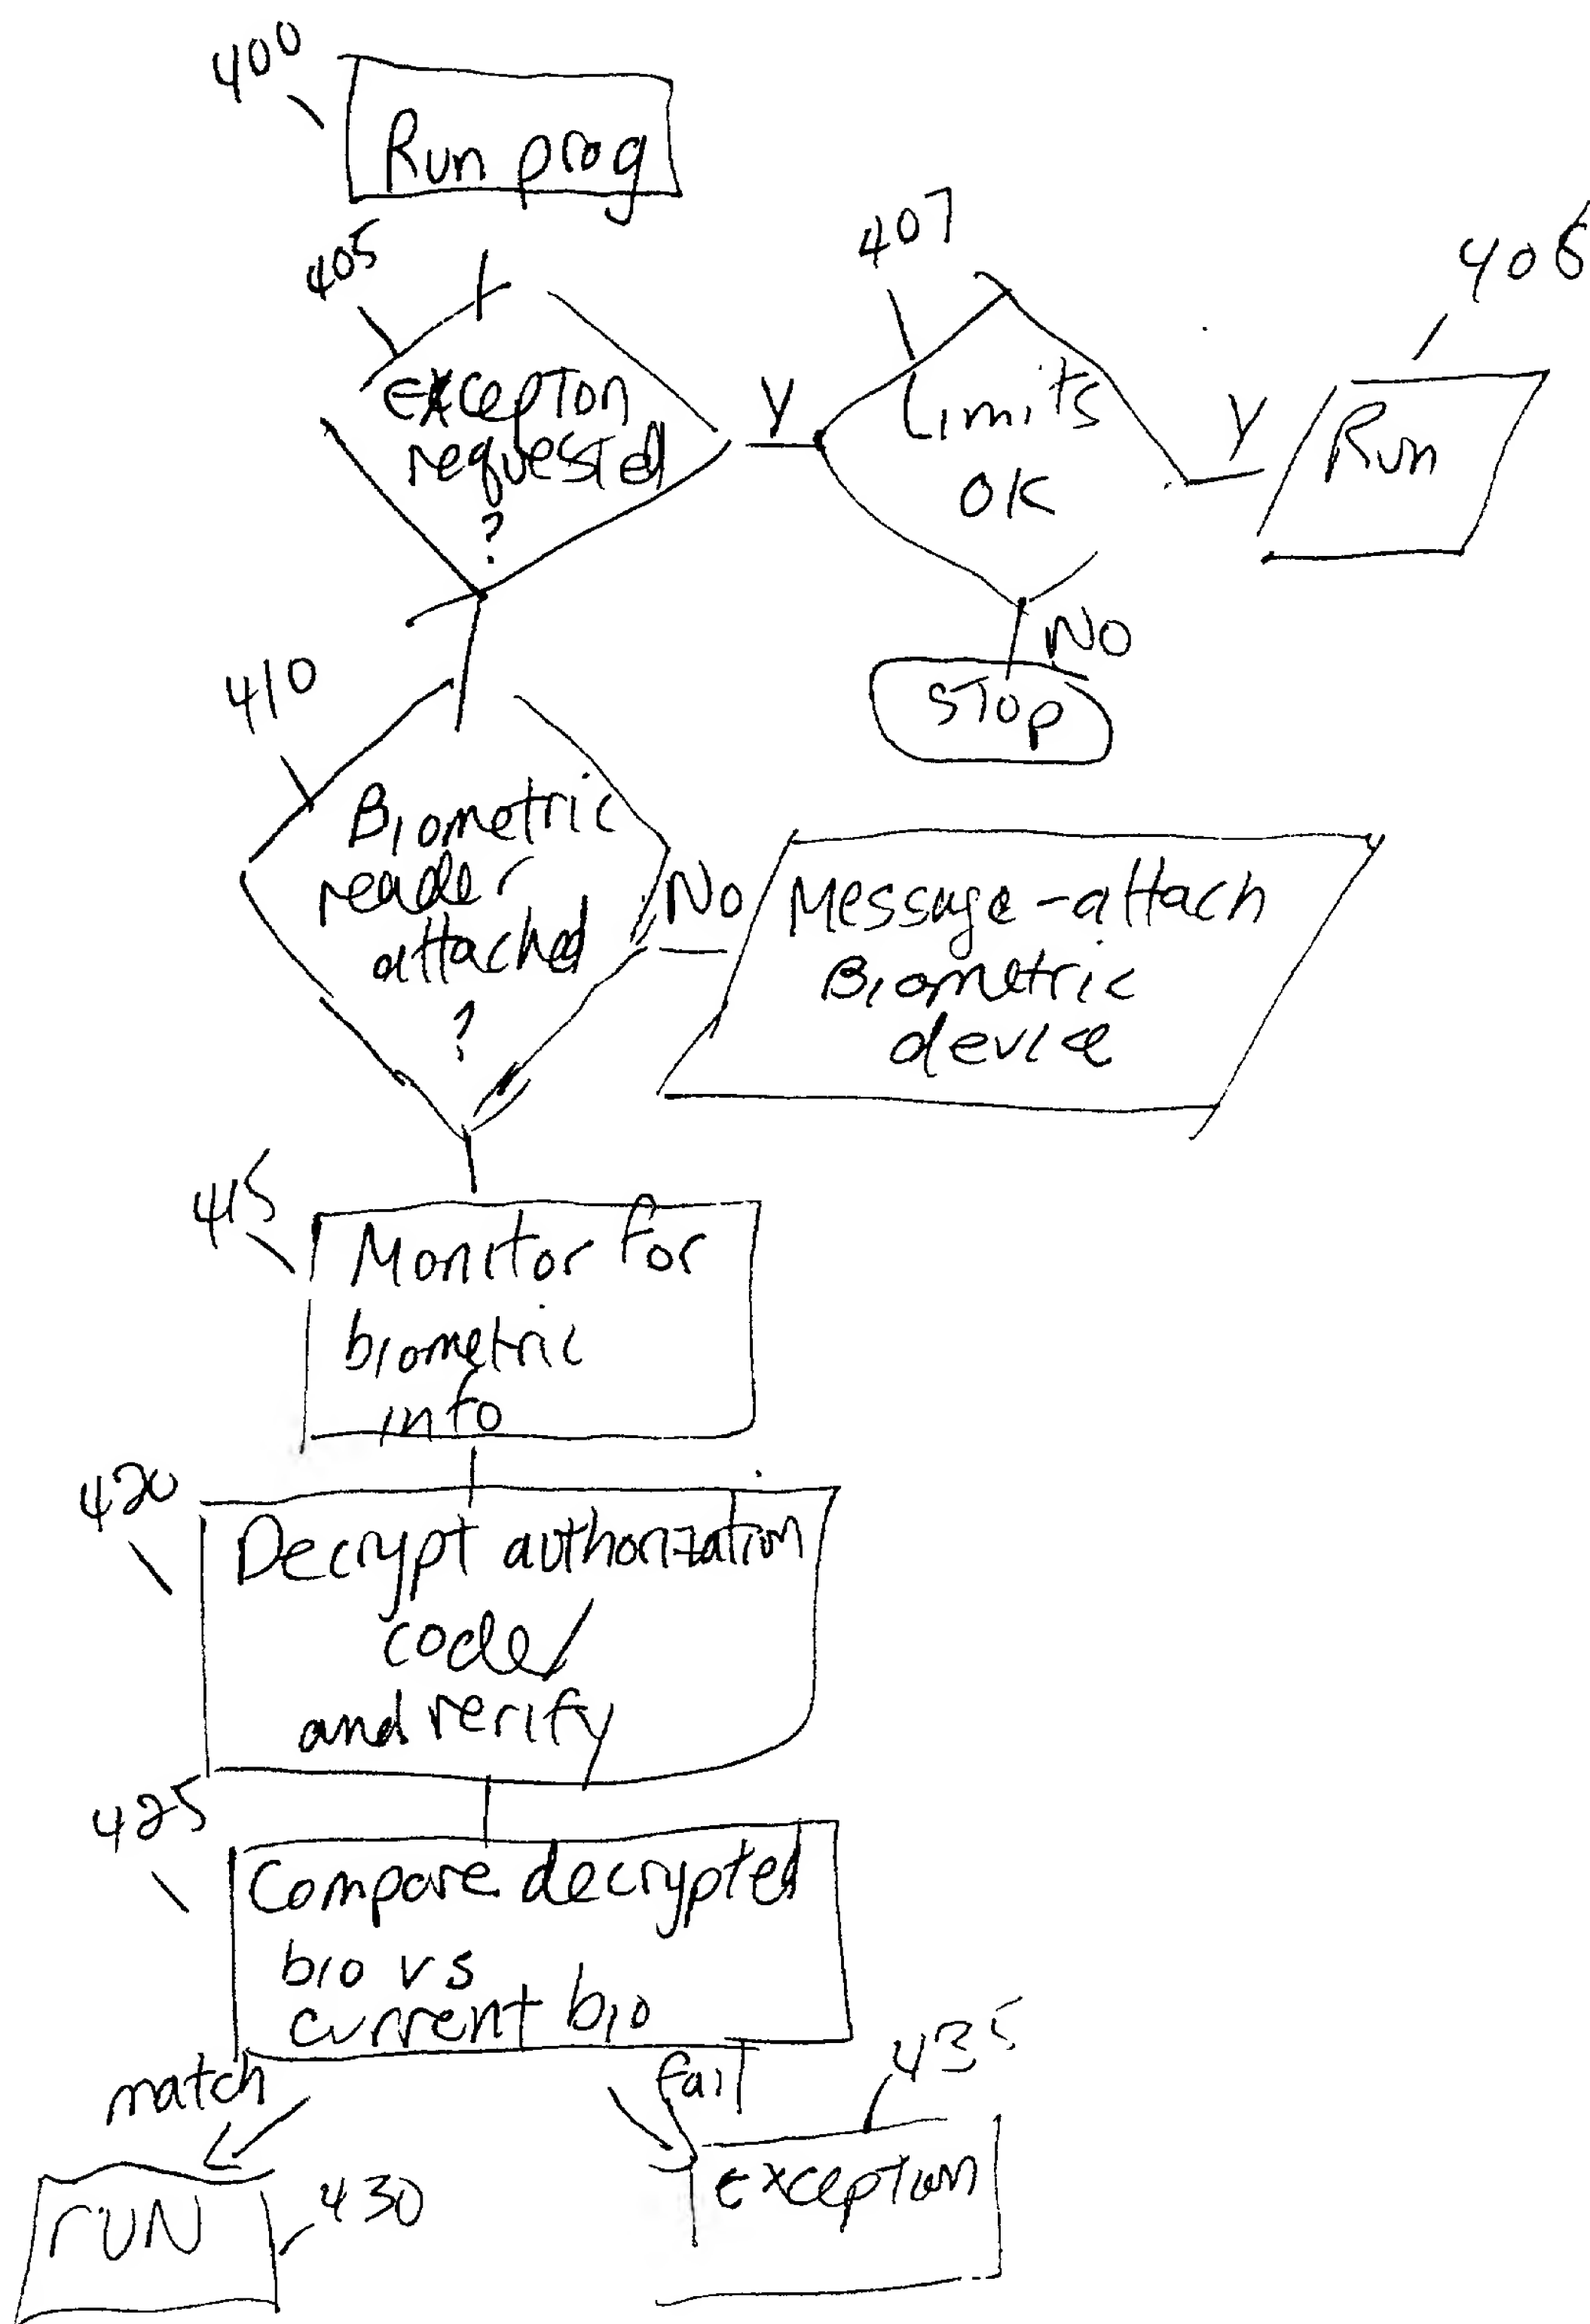 400
Run prog
405
excepton
requested
?
Y
407
Limits
OK
Y
406
Run
NO
STOP
410
Biometric
reader
attached
?
No
Message-attach
Biometric
device
415
Monitor for
biometric
info
420
Decrypt authorization
code/
and verify
425
Compare decrypted
bio vs
current bio
match
fail
435
exception
rUN
430